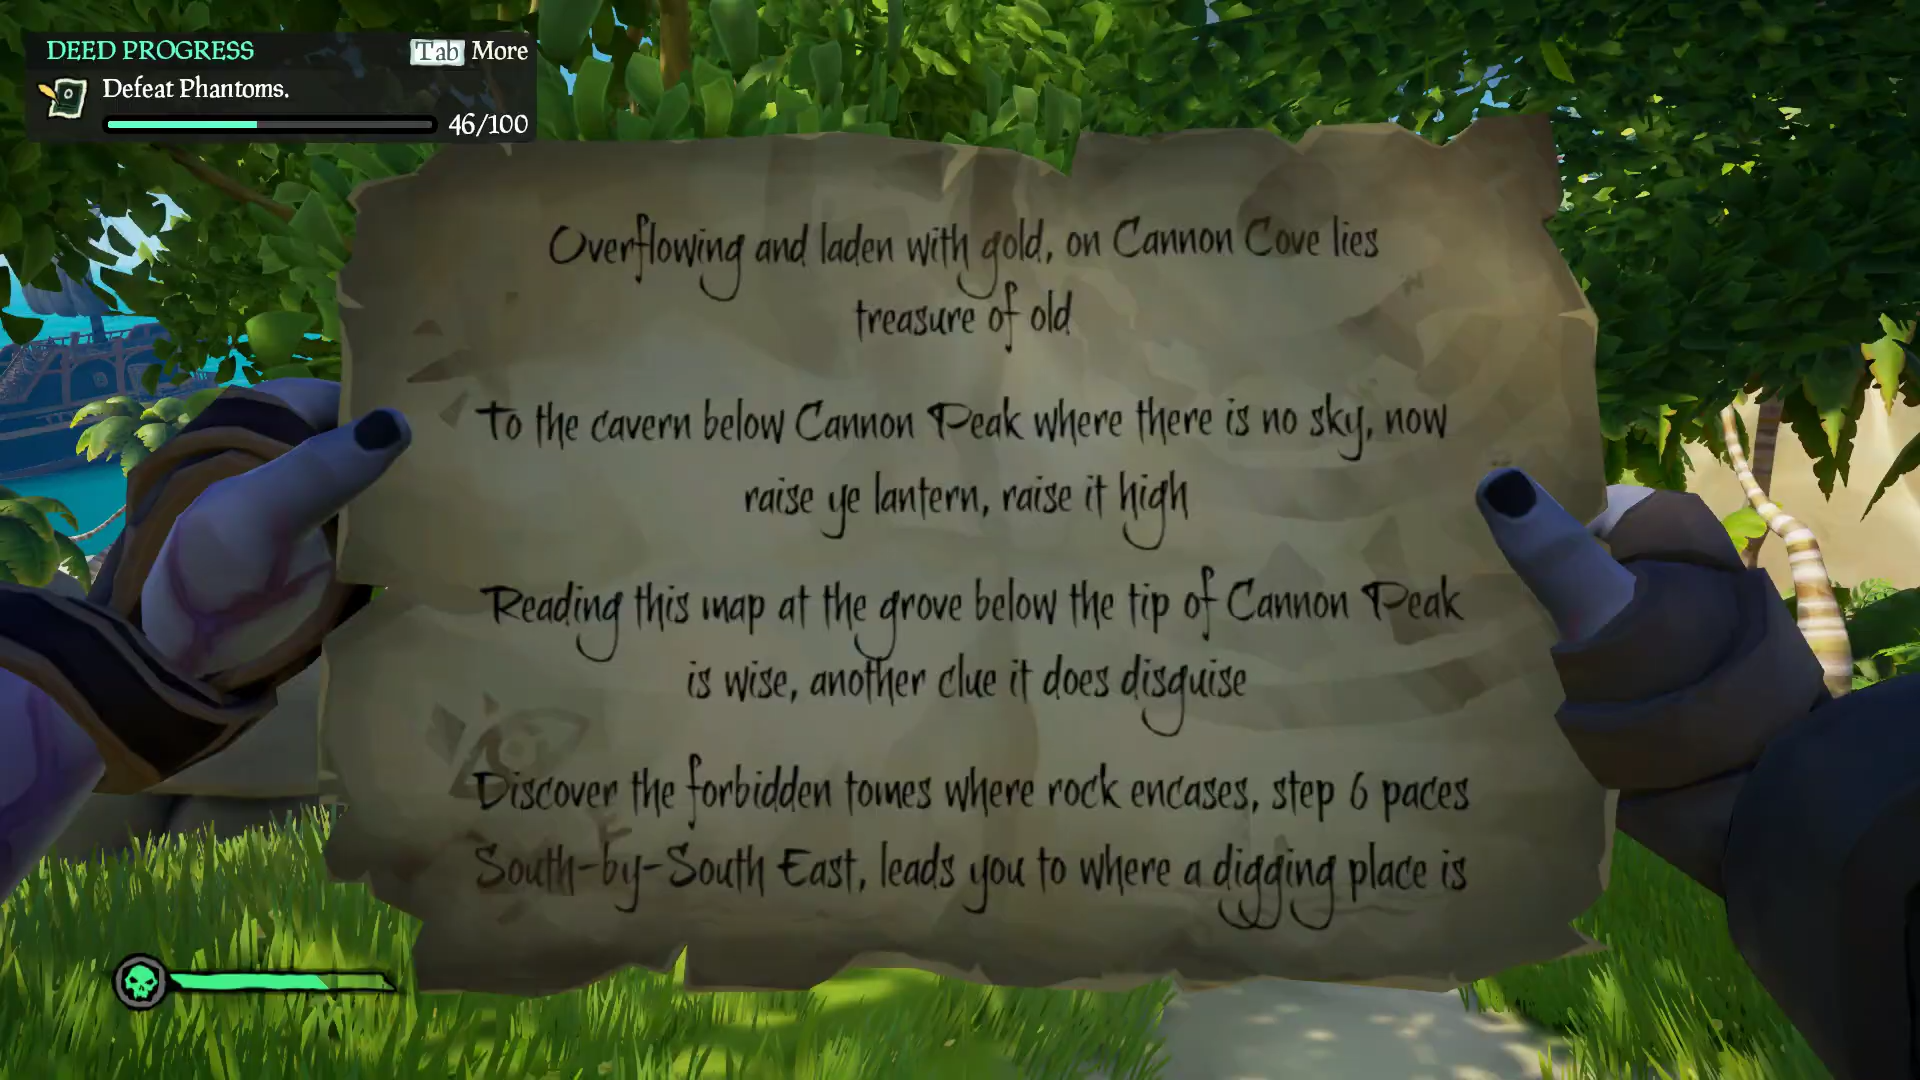 DEED PROGRESS
Tab More
Defeat Phantoms.
46/100
Overflowing and laden with gold, on Cannon Cove lies
treasure of old
To the cavern below Cannon Peak where there is no sky, now
raise ye lantern, raise it high
Reading this map at the grove below the tip of Cannon Peak
is wise, another clue it does disguise
Discover the forbidden tomes where rock encases, step 6 paces
South-by-South East, leads you to where a digging place is